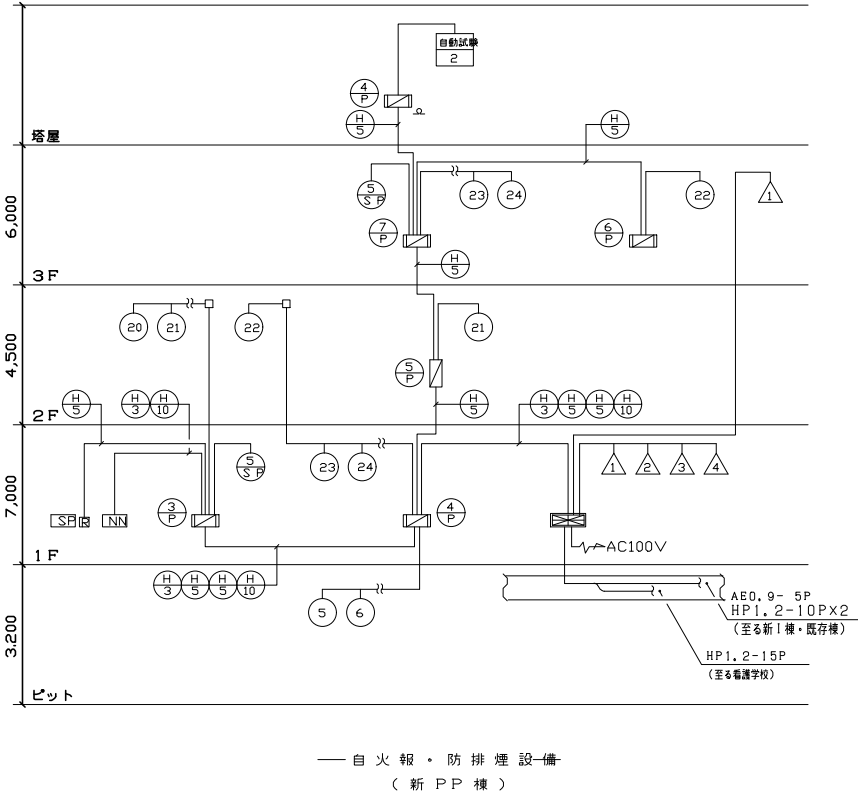 自動試験
2
4
P
H
5
塔屋
H
5
5
SP
23
24
22
1
7
P
6
P
6,000
H
5
3F
20
21
22
21
4,500
5
P
H
5
H
3
H
10
H
5
H
3
H
5
H
5
H
10
2F
5
SP
23
24
1
2
3
4
7,000
3
P
4
P
SP
R
NN
AC100V
1F
H
3
H
5
H
5
H
10
5
6
AE0.9-5P
HP1.2-10P×2
(至る新Ⅰ棟・既存棟)
3.200
HP1.2-15P
(至る看護学校)
ピット
自火報・防排煙設備
(新PP棟)